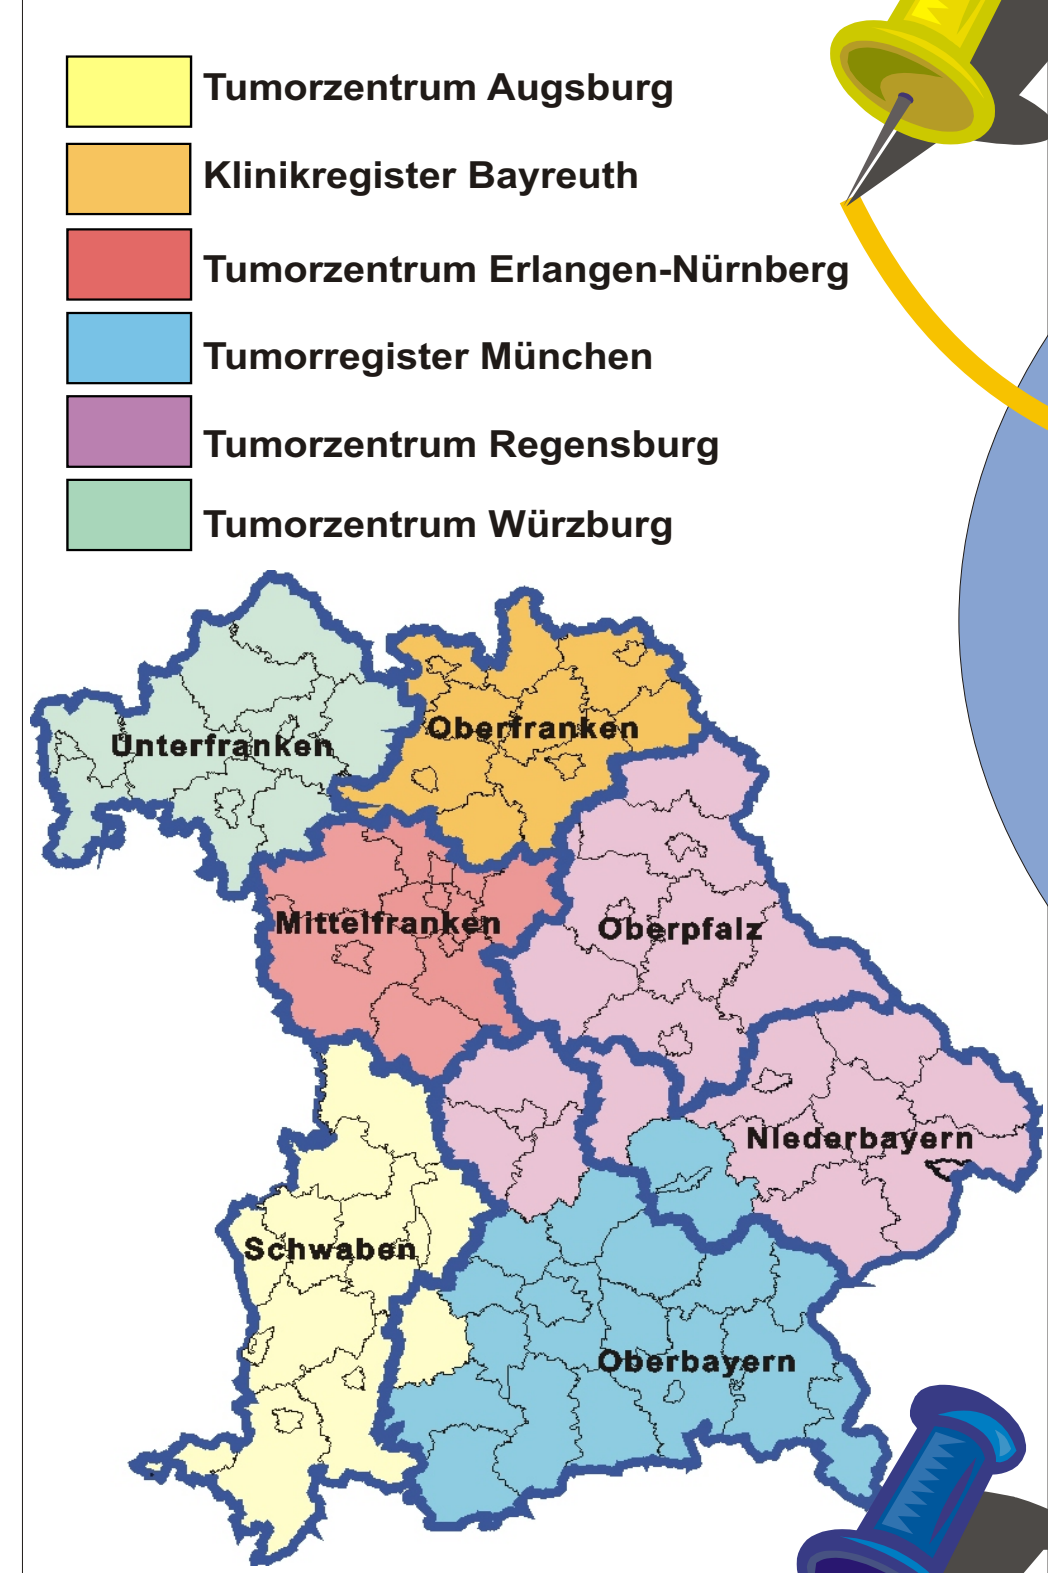 Tumorzentrum Augsburg
Klinikregister Bayreuth
Tumorzentrum Erlangen-Nürnberg
Tumorregister München
Tumorzentrum Regensburg
Tumorzentrum Würzburg
Oberfranken
Unterfranken
Mittelfranken
Oberpfalz
NIederbayern
Schwaben
Oberbayern